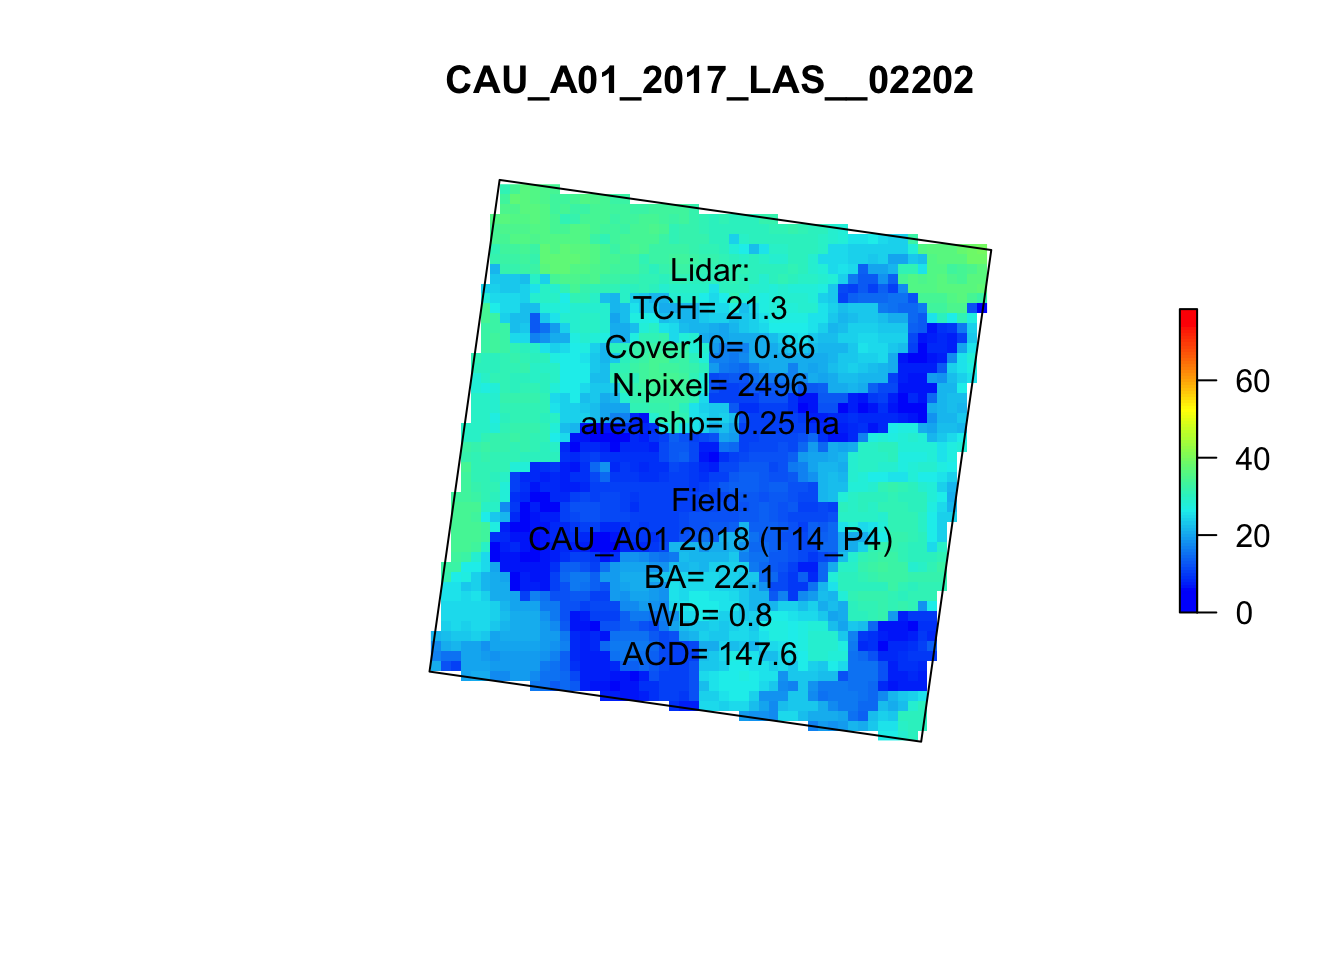 CAU_A01_2017_LAS__02202
Lidar:
TCH= 21.3
Cover10= 0.86
N.pixel= 2496
area.shp= 0.25 ha
Field:
CAU_A01 2018 (T14_P4)
BA= 22.1
WD= 0.8
ACD= 147.6
60
40
20
0